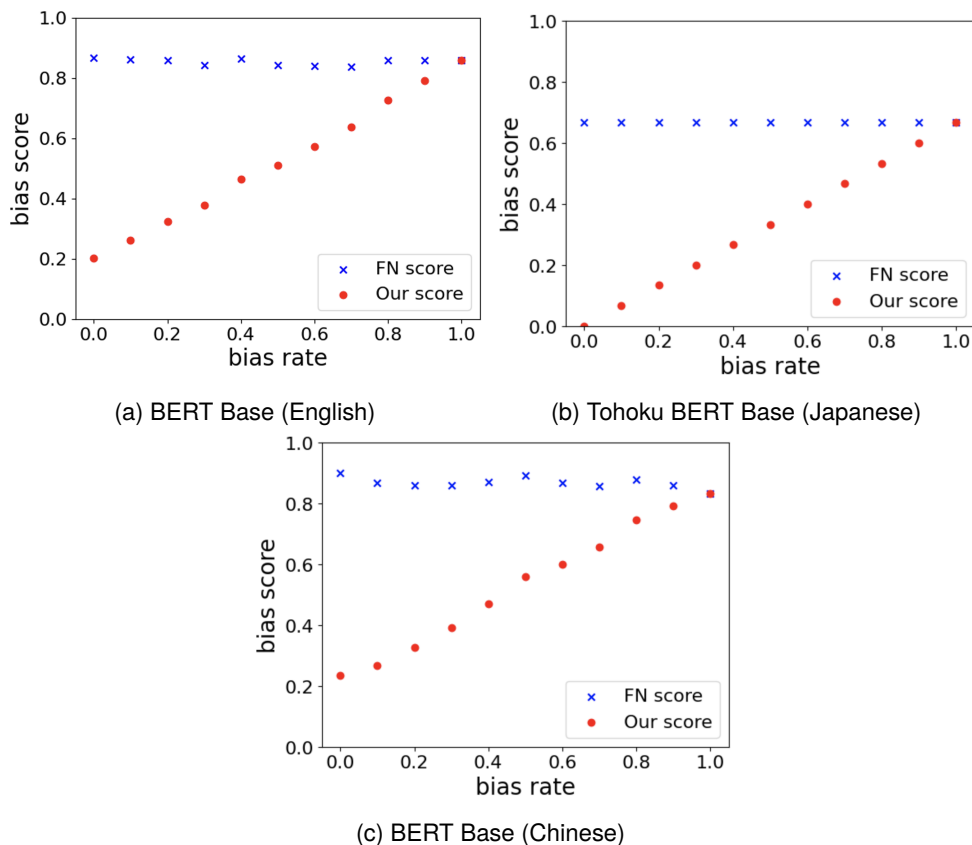 1.0
0.8
0.6
0.4
0.2
0.0
bias score
FN score
Our score
0.0 0.2 0.4 0.6 0.8 1.0
bias rate
(a) BERT Base (English)
1.0
0.8
0.6
0.4
0.2
0.0
bias score
FN score
Our score
0.0 0.2 0.4 0.6 0.8 1.0
bias rate
(b) Tohoku BERT Base (Japanese)
1.0
0.8
0.6
0.4
0.2
0.0
bias score
FN score
Our score
0.0 0.2 0.4 0.6 0.8 1.0
bias rate
(c) BERT Base (Chinese)